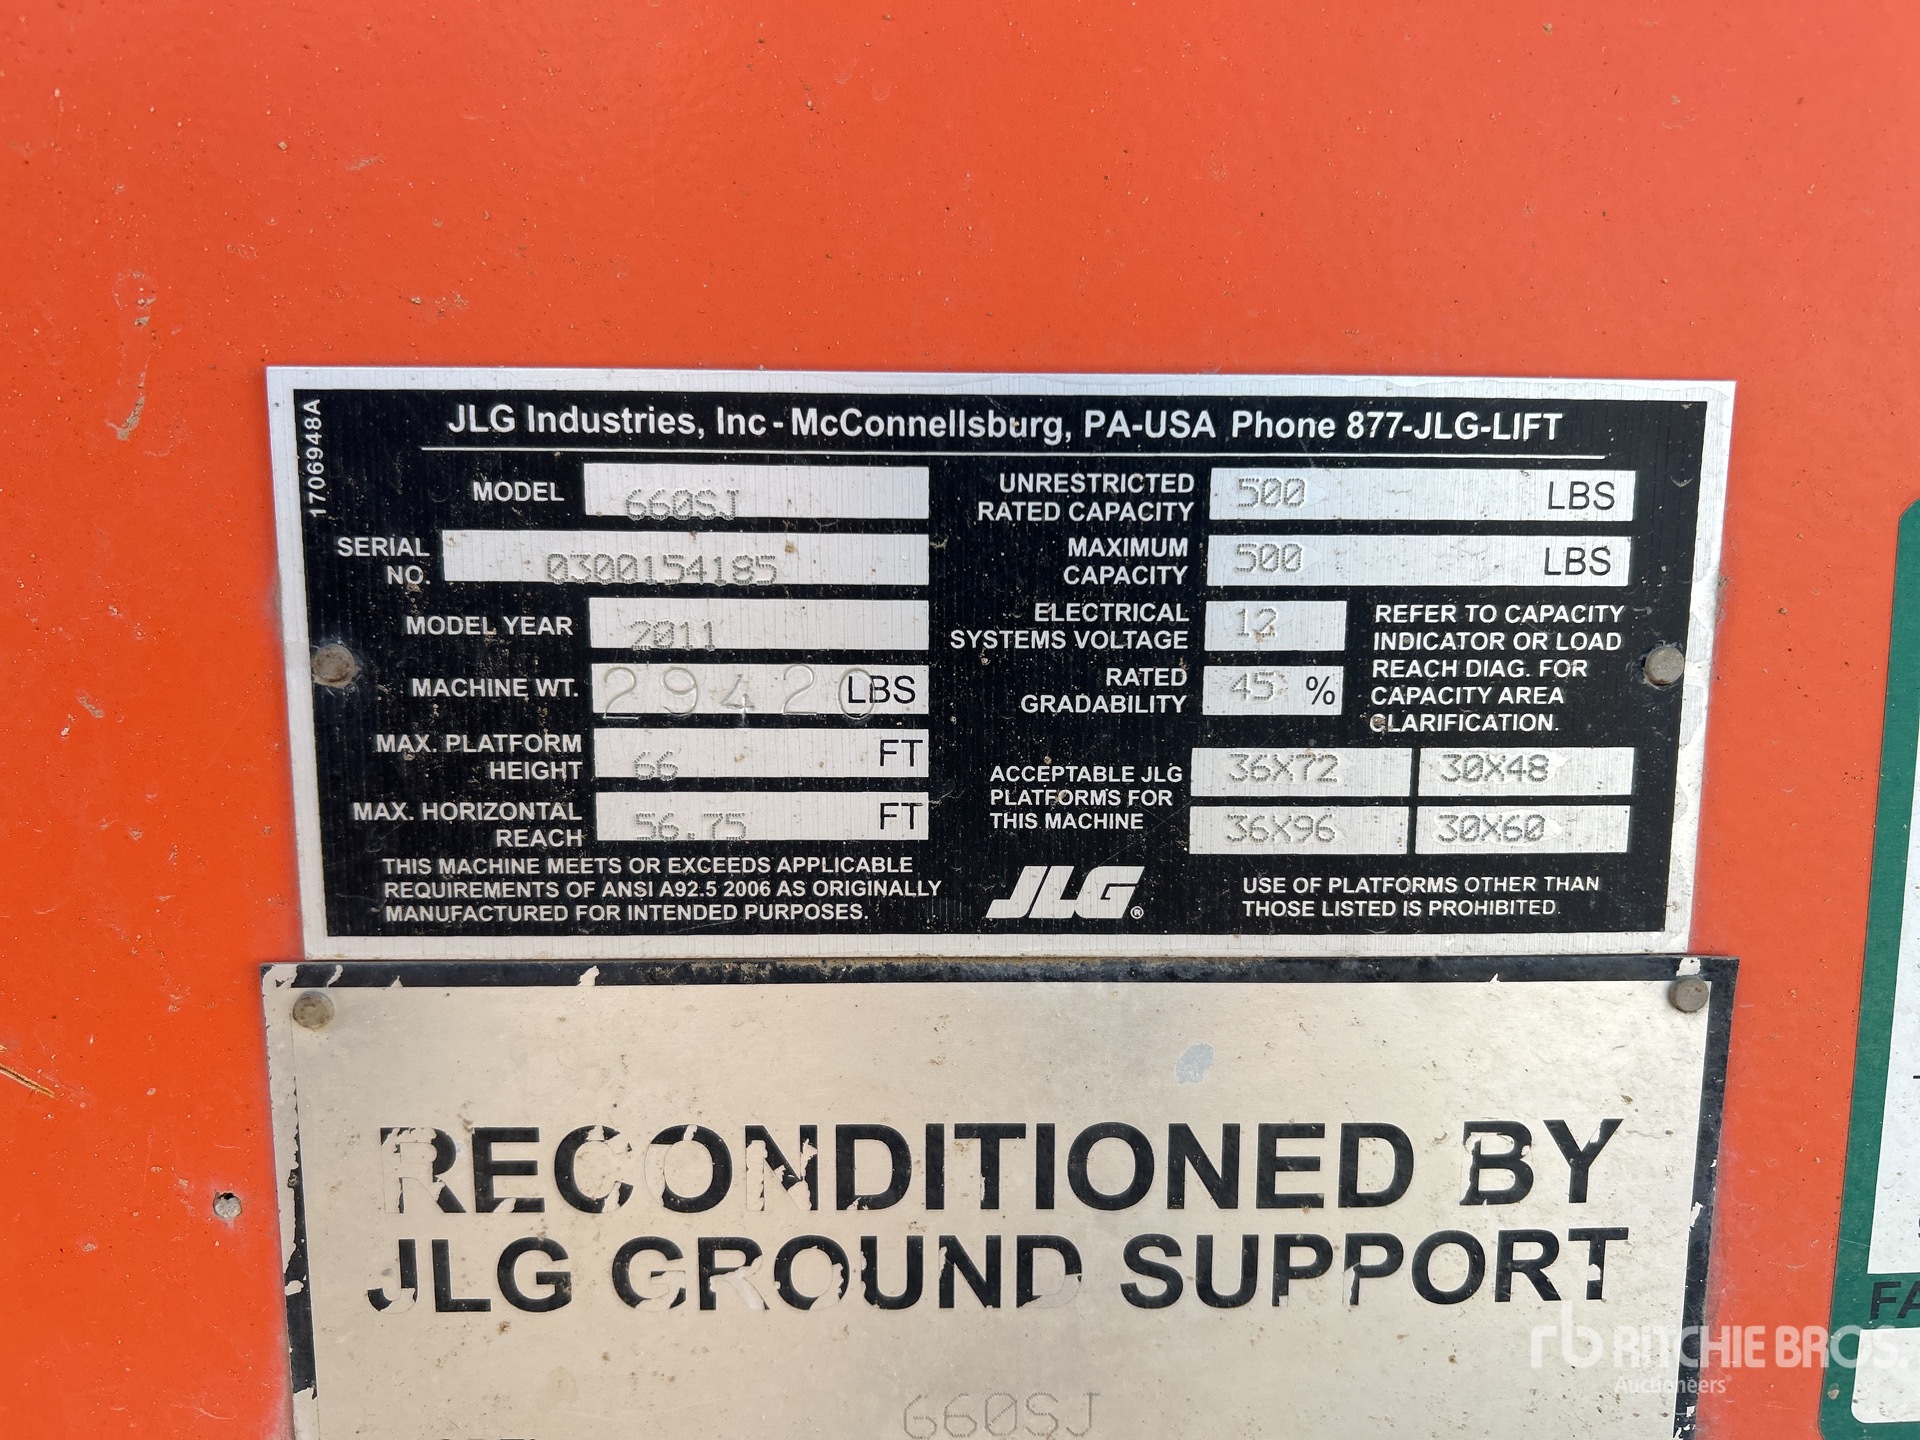 17069948A
JLG Industries, Inc - McConnellsburg, PA-USA Phone 877-JLG-LIFT
MODEL 660SJ
SERIAL NO. 0300154185
MODEL YEAR 2011
MACHINE WT. 29420 LBS
MAX. PLATFORM HEIGHT 66 FT
MAX. HORIZONTAL REACH 56.75 FT
THIS MACHINE MEETS OR EXCEEDS APPLICABLE
REQUIREMENTS OF ANSI A92.5 2006 AS ORIGINALLY
MANUFACTURED FOR INTENDED PURPOSES.
UNRESTRICTED
RATED CAPACITY 500 LBS
MAXIMUM
CAPACITY 500 LBS
ELECTRICAL
SYSTEMS VOLTAGE 12
RATED
GRADABILITY 45 %
REFER TO CAPACITY
INDICATOR OR LOAD
REACH DIAG. FOR
CAPACITY AREA
CLARIFICATION.
ACCEPTABLE JLG
PLATFORMS FOR
THIS MACHINE
36X72 30X48
36X96 30X60
JLG®
USE OF PLATFORMS OTHER THAN
THOSE LISTED IS PROHIBITED.
RECONDITIONED BY
JLG GROUND SUPPORT
660SJ
FA
rb RITCHIE BROS.
Auctioneers